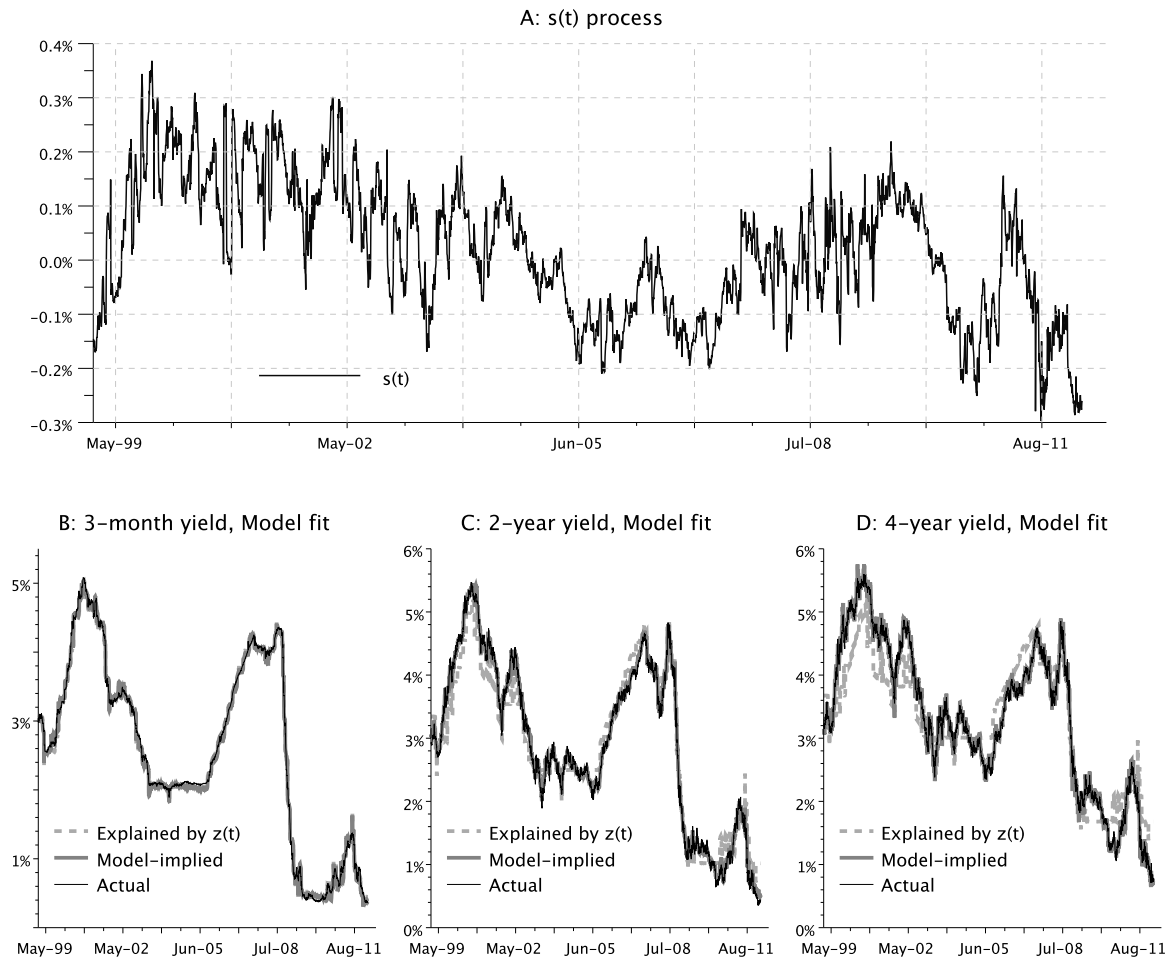 A: s(t) process
0.4%
0.3%
0.2%
0.1%
0.0%
−0.1%
−0.2%
−0.3%
s(t)
May−99 May−02 Jun−05 Jul−08 Aug−11
B: 3−month yield, Model fit
5%
3%
1%
Explained by z(t)
Model−implied
Actual
May−99 May−02 Jun−05 Jul−08 Aug−11
C: 2−year yield, Model fit
6%
5%
4%
3%
2%
1%
0%
Explained by z(t)
Model−implied
Actual
May−99 May−02 Jun−05 Jul−08 Aug−11
D: 4−year yield, Model fit
6%
5%
4%
3%
2%
1%
0%
Explained by z(t)
Model−implied
Actual
May−99 May−02 Jun−05 Jul−08 Aug−11